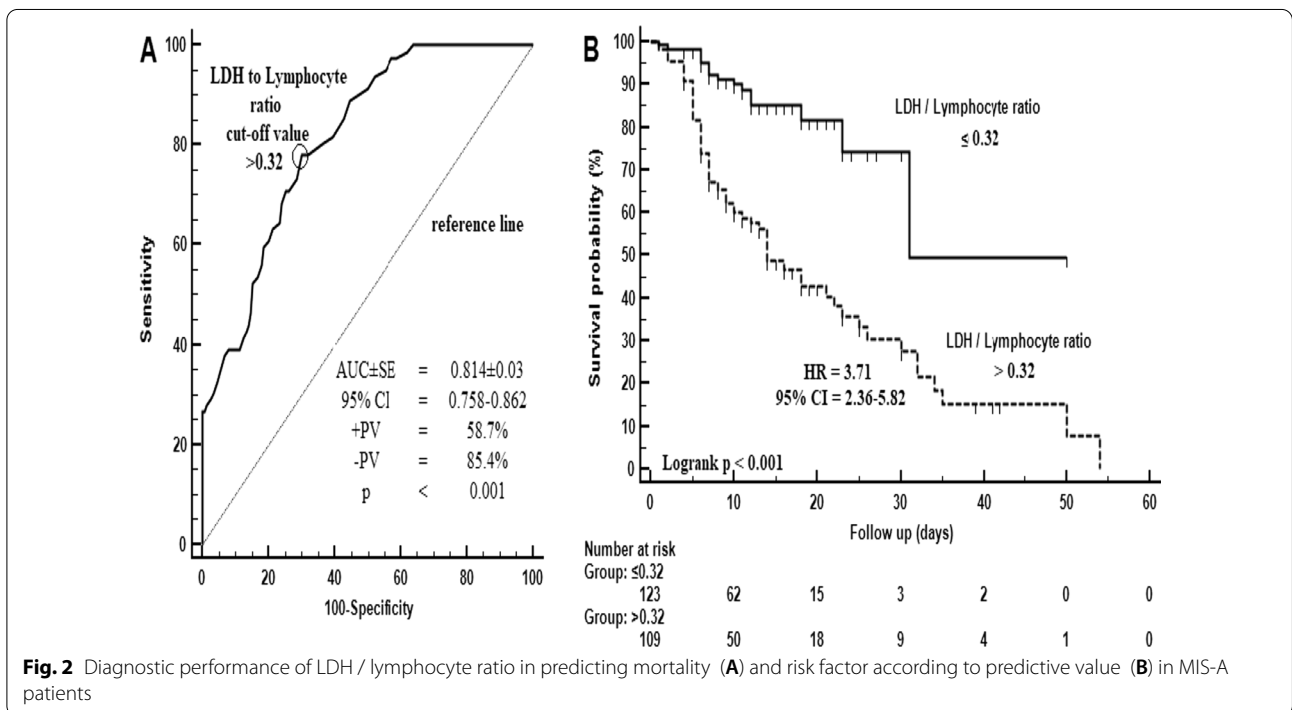 A
100
80
60
40
20
0
Sensitivity
LDH to Lymphocyte
ratio
cut-off value
>0.32
reference line
AUC±SE = 0.814±0.03
95% CI = 0.758-0.862
+PV = 58.7%
-PV = 85.4%
p < 0.001
0 20 40 60 80 100
100-Specificity
B
100
90
80
70
60
50
40
30
20
10
0
Survival probability (%)
LDH / Lymphocyte ratio
≤ 0.32
LDH / Lymphocyte ratio
> 0.32
HR = 3.71
95% CI = 2.36-5.82
Logrank p < 0.001
0 10 20 30 40 50 60
Follow up (days)
Number at risk
Group: ≤0.32
123 62 15 3 2 0 0
Group: >0.32
109 50 18 9 4 1 0
Fig. 2 Diagnostic performance of LDH / lymphocyte ratio in predicting mortality (A) and risk factor according to predictive value (B) in MIS-A
patients